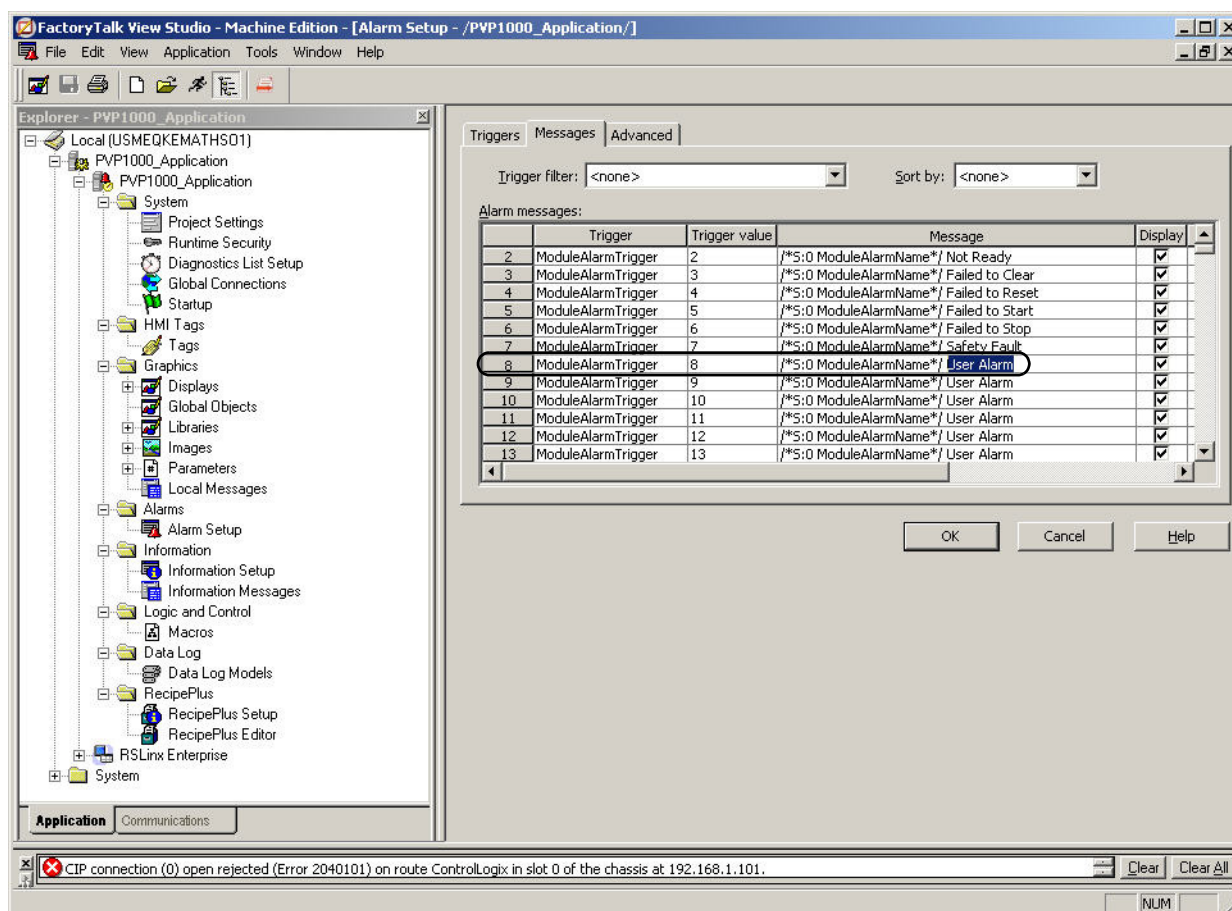 FactoryTalk View Studio - Machine Edition - [Alarm Setup - /PVP1000_Application/]
File Edit View Application Tools Window Help
Explorer - PVP1000_Application
Local (USMEQKEMATHS01)
PVP1000_Application
PVP1000_Application
System
Project Settings
Runtime Security
Diagnostics List Setup
Global Connections
Startup
HMI Tags
Tags
Graphics
Displays
Global Objects
Libraries
Images
Parameters
Local Messages
Alarms
Alarm Setup
Information
Information Setup
Information Messages
Logic and Control
Macros
Data Log
Data Log Models
RecipePlus
RecipePlus Setup
RecipePlus Editor
RSLinx Enterprise
System
Application Communications
Triggers Messages Advanced
Trigger filter: <none> Sort by: <none>
Alarm messages:
Trigger Trigger value Message Display
2 ModuleAlarmTrigger 2 /*S:0 ModuleAlarmName*/ Not Ready
3 ModuleAlarmTrigger 3 /*S:0 ModuleAlarmName*/ Failed to Clear
4 ModuleAlarmTrigger 4 /*S:0 ModuleAlarmName*/ Failed to Reset
5 ModuleAlarmTrigger 5 /*S:0 ModuleAlarmName*/ Failed to Start
6 ModuleAlarmTrigger 6 /*S:0 ModuleAlarmName*/ Failed to Stop
7 ModuleAlarmTrigger 7 /*S:0 ModuleAlarmName*/ Safety Fault
8 ModuleAlarmTrigger 8 /*S:0 ModuleAlarmName*/ User Alarm
9 ModuleAlarmTrigger 9 /*S:0 ModuleAlarmName*/ User Alarm
10 ModuleAlarmTrigger 10 /*S:0 ModuleAlarmName*/ User Alarm
11 ModuleAlarmTrigger 11 /*S:0 ModuleAlarmName*/ User Alarm
12 ModuleAlarmTrigger 12 /*S:0 ModuleAlarmName*/ User Alarm
13 ModuleAlarmTrigger 13 /*S:0 ModuleAlarmName*/ User Alarm
OK Cancel Help
CIP connection (0) open rejected (Error 2040101) on route ControlLogix in slot 0 of the chassis at 192.168.1.101.
Clear Clear All
NUM